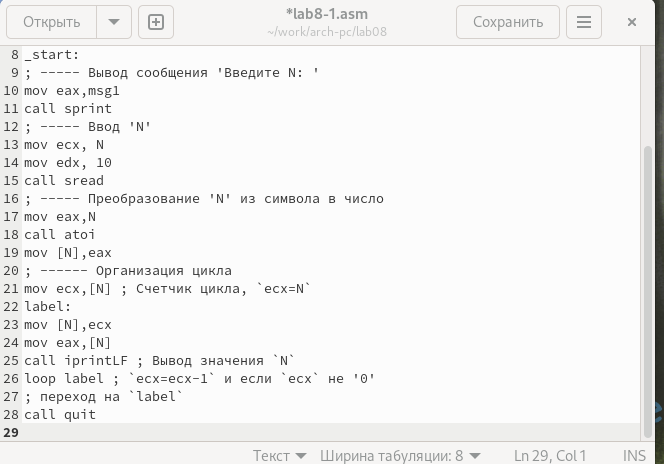 Открыть
*lab8-1.asm
~/work/arch-pc/lab08
Сохранить
8 _start:
9 ; ----- Вывод сообщения 'Введите N: '
10 mov eax,msg1
11 call sprint
12 ; ----- Ввод 'N'
13 mov ecx, N
14 mov edx, 10
15 call sread
16 ; ----- Преобразование 'N' из символа в число
17 mov eax,N
18 call atoi
19 mov [N],eax
20 ; ------ Организация цикла
21 mov ecx,[N] ; Счетчик цикла, `ecx=N`
22 label:
23 mov [N],ecx
24 mov eax,[N]
25 call iprintLF ; Вывод значения `N`
26 loop label ; `ecx=ecx-1` и если `ecx` не '0'
27 ; переход на `label`
28 call quit
29
Текст Ширина табуляции: 8 Ln 29, Col 1 INS